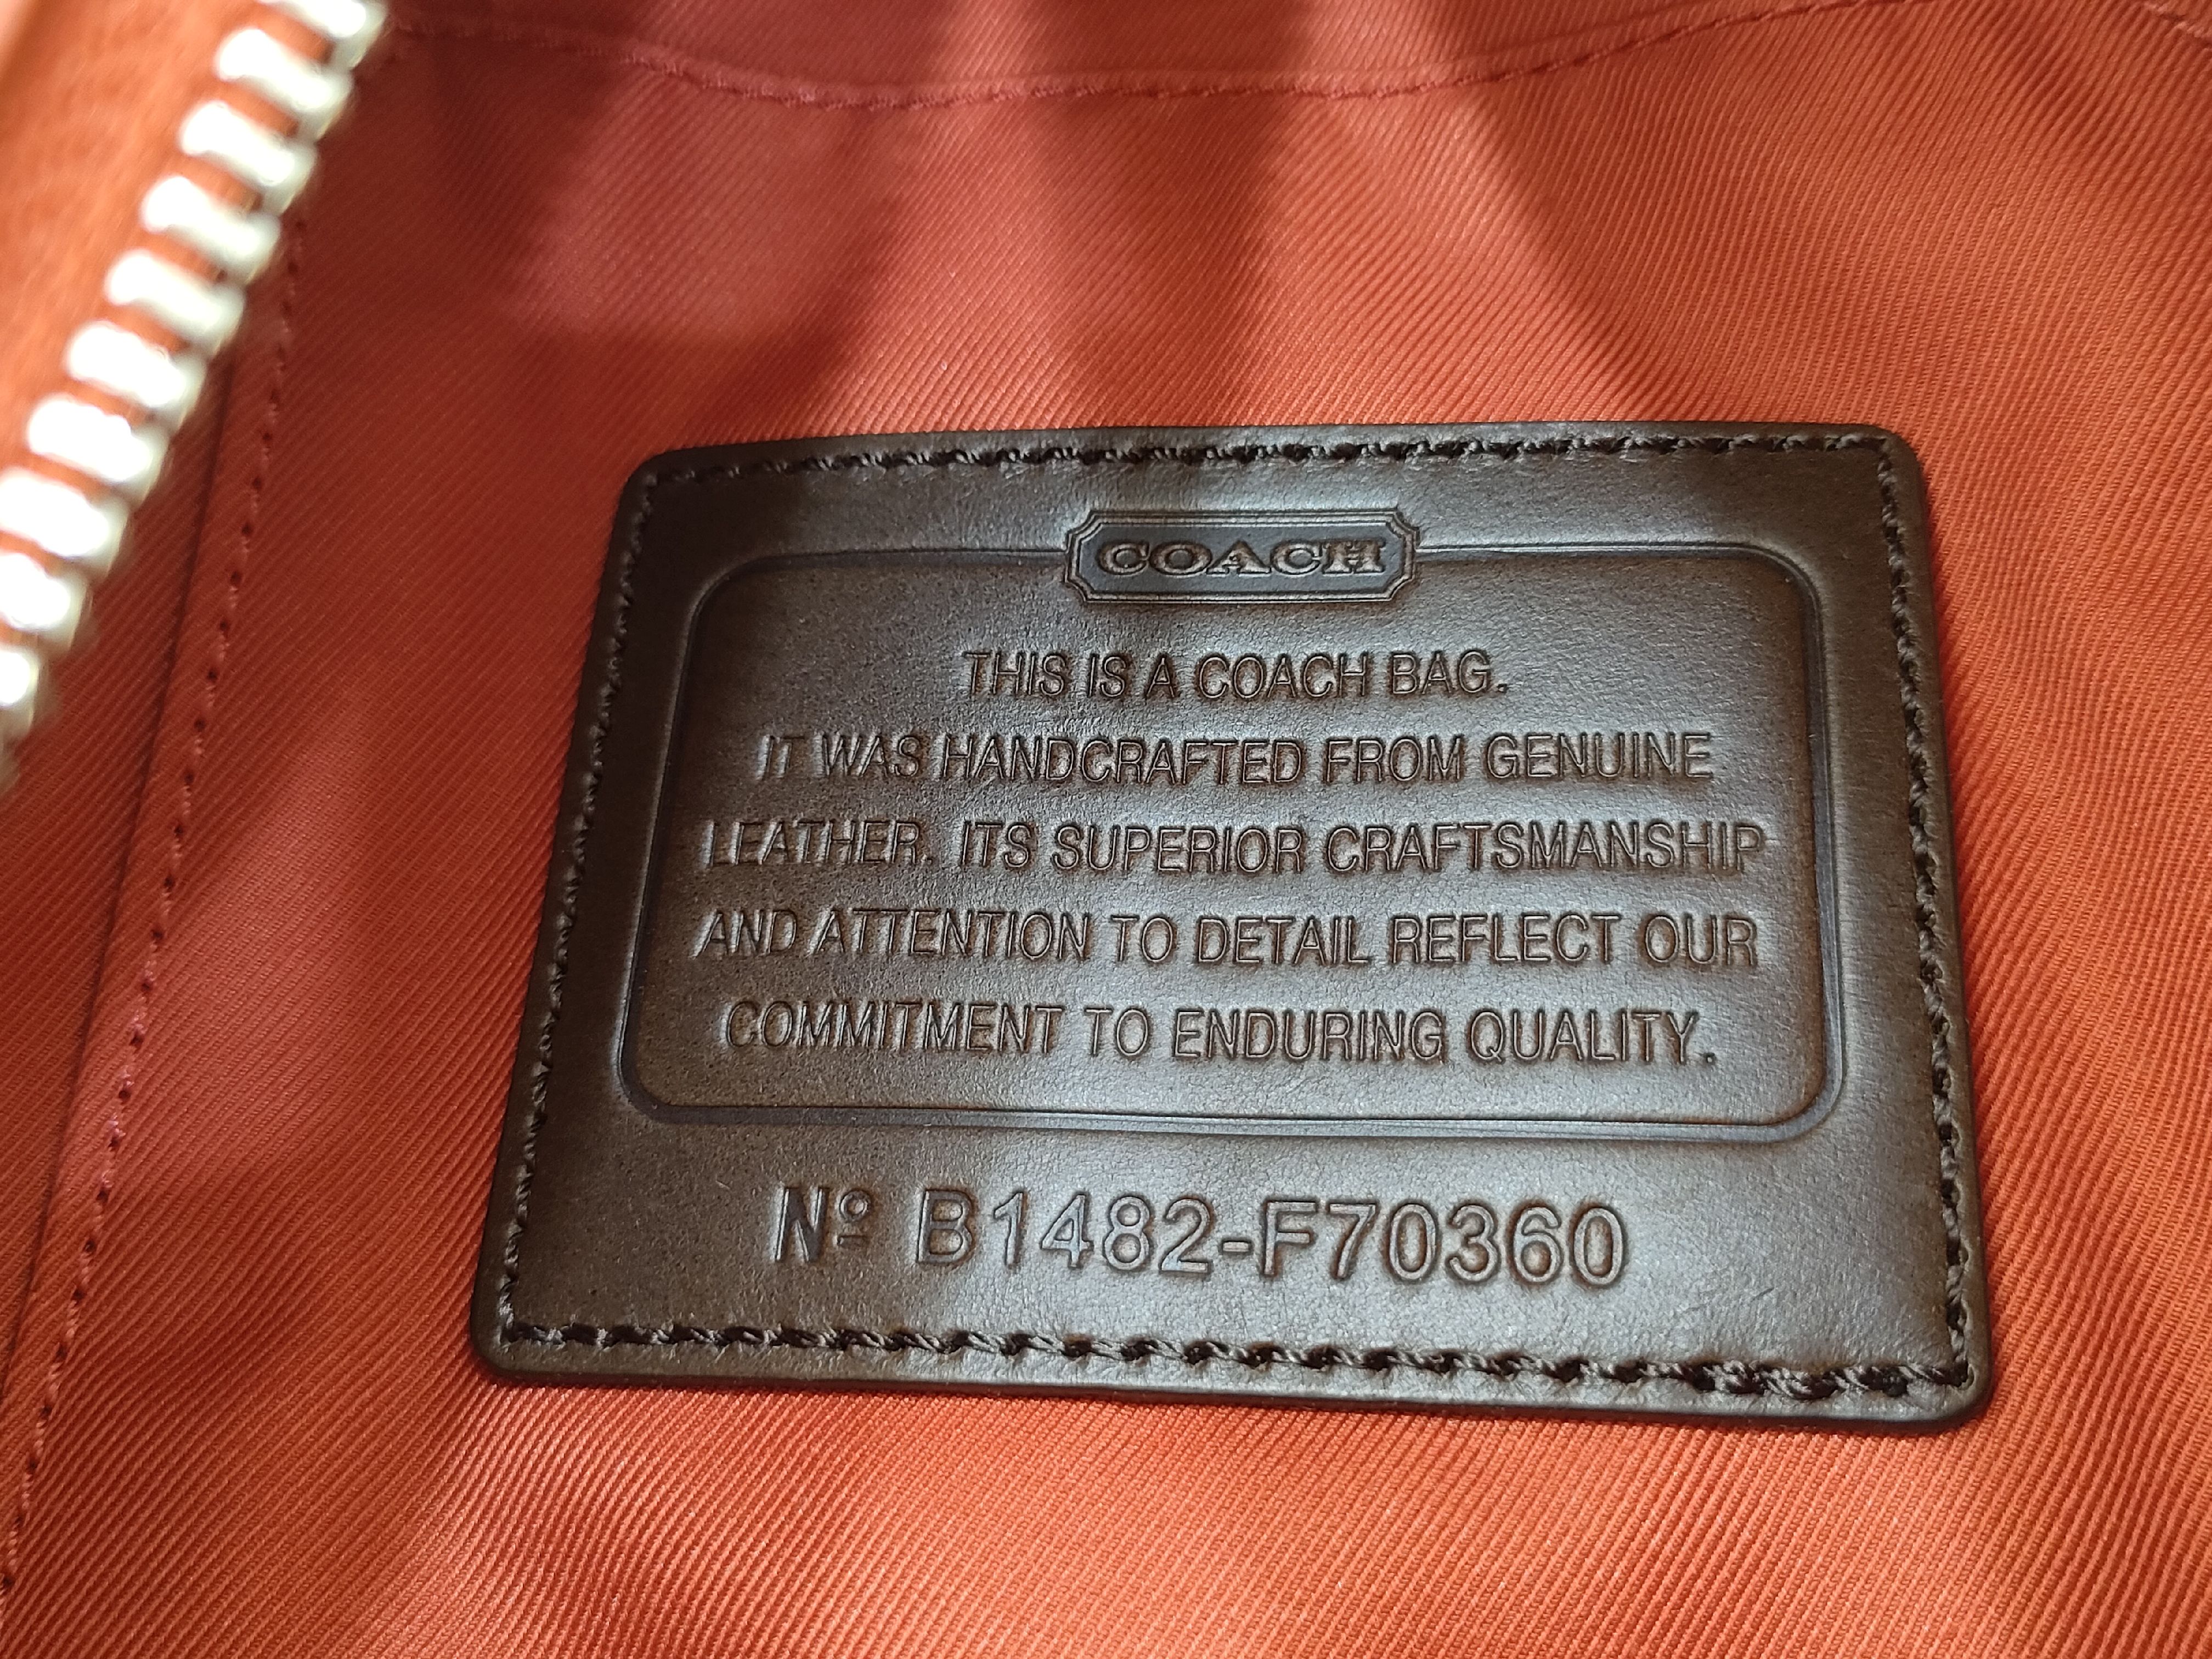 COACH
THIS IS A COACH BAG.
IT WAS HANDCRAFTED FROM GENUINE
LEATHER. ITS SUPERIOR CRAFTSMANSHIP
AND ATTENTION TO DETAIL REFLECT OUR
COMMITMENT TO ENDURING QUALITY.
Nº B1482-F70360